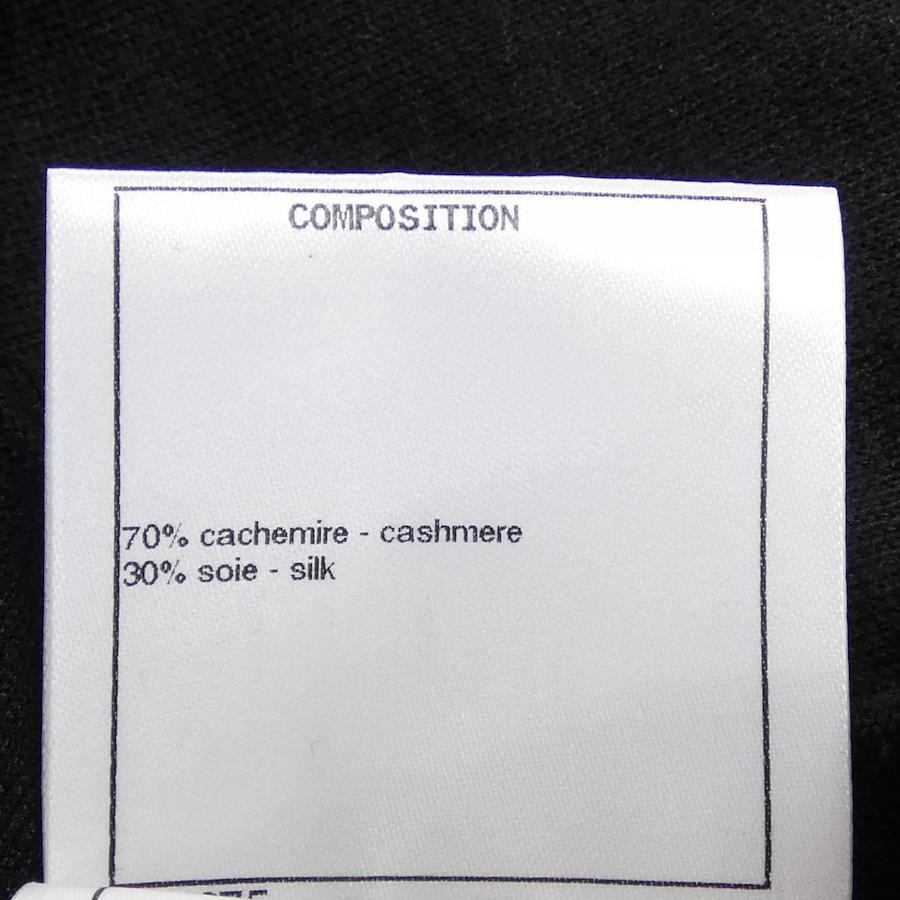 COMPOSITION
70% cachemire - cashmere
30% soie - silk